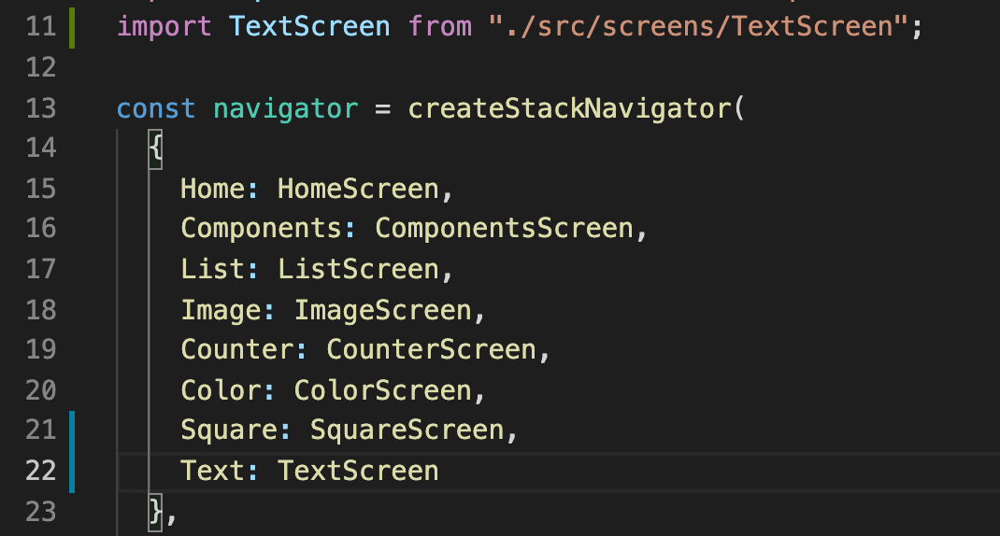 11 import TextScreen from "./src/screens/TextScreen";
12
13 const navigator = createStackNavigator(
14 {
15 Home: HomeScreen,
16 Components: ComponentsScreen,
17 List: ListScreen,
18 Image: ImageScreen,
19 Counter: CounterScreen,
20 Color: ColorScreen,
21 Square: SquareScreen,
22 Text: TextScreen
23 },